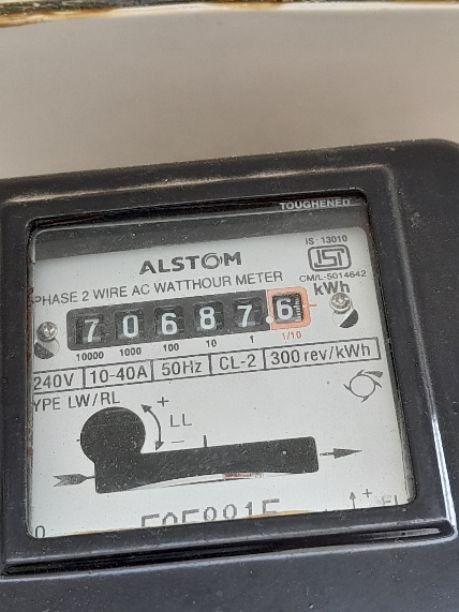 TOUGHENED
IS: 13010
ISI
ALSTOM
CM/L-5014642
PHASE 2 WIRE AC WATTHOUR METER
kWh
7 0 6 8 7 .6
10000 1000 100 10 1 1/10
240V 10-40A 50Hz CL-2 300 rev/kWh
YPE LW/RL
+
LL
-
+